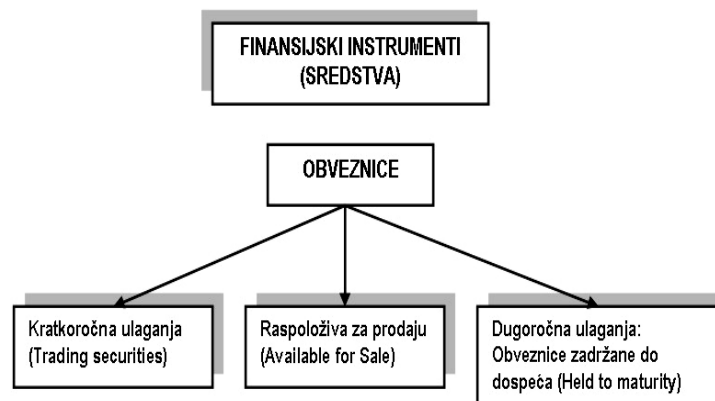 FINANSIJSKI INSTRUMENTI
(SREDSTVA)
OBVEZNICE
Kratkoročna ulaganja
(Trading securities)
Raspoloživa za prodaju
(Available for Sale)
Dugoročna ulaganja:
Obveznice zadržane do
dospeća (Held to maturity)